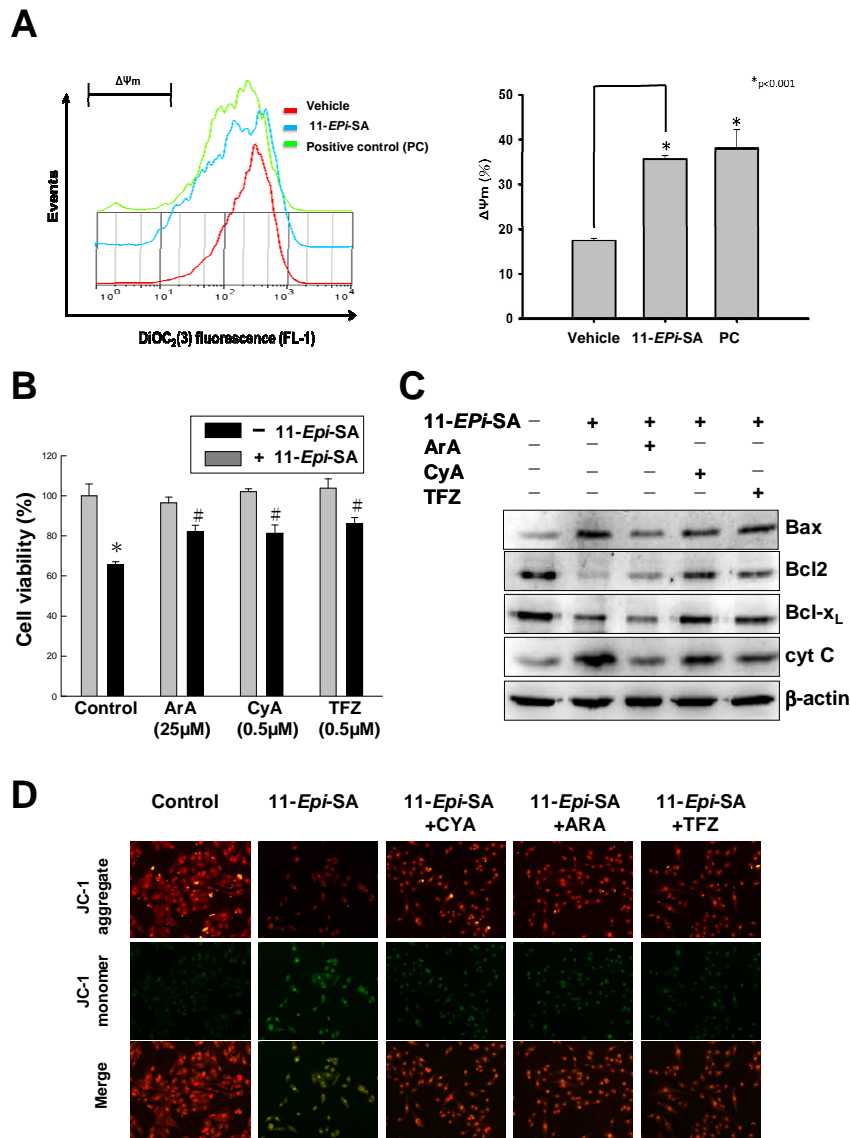 A
ΔΨm
Vehicle
11-EPi-SA
Positive control (PC)
Events
10⁰ 10¹ 10² 10³ 10⁴
DiOC₂(3) fluorescence (FL-1)
*p<0.001
ΔΨm (%)
50
40
30
20
10
0
* *
Vehicle 11-EPi-SA PC
B
− 11-Epi-SA
+ 11-Epi-SA
Cell viability (%)
120
100
80
60
40
20
0
* # # #
Control ArA CyA TFZ
(25µM) (0.5µM) (0.5µM)
C
11-EPi-SA − + + + +
ArA − − + − −
CyA − − − + −
TFZ − − − − +
Bax
Bcl2
Bcl-xL
cyt C
β-actin
D
Control 11-Epi-SA 11-Epi-SA 11-Epi-SA 11-Epi-SA
+CYA +ARA +TFZ
JC-1
aggregate
JC-1
monomer
Merge